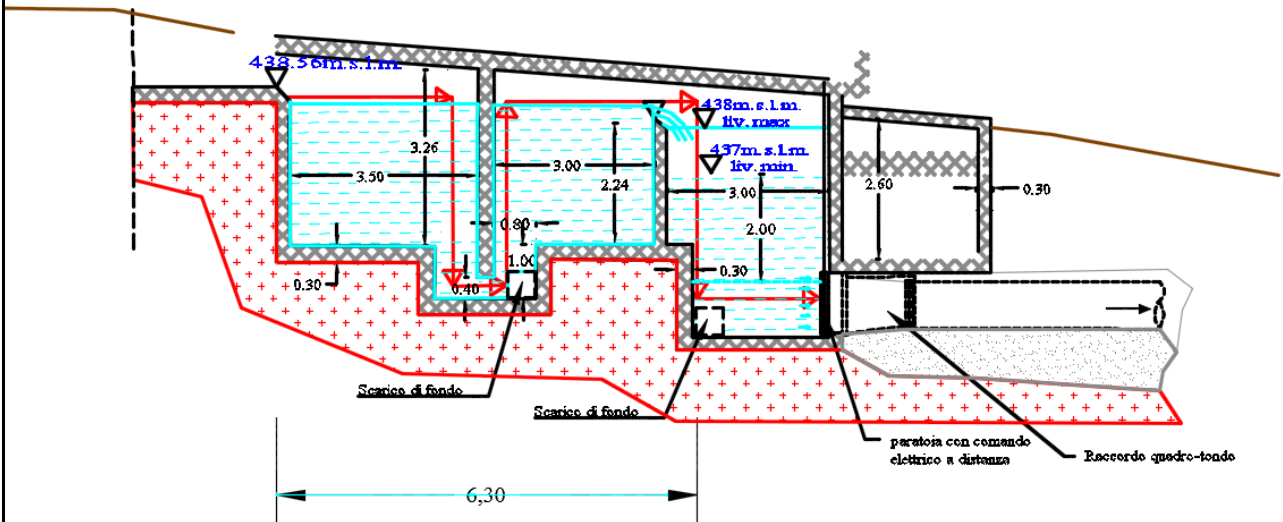 438.56m.s.l.m.
438m.s.l.m.
liv.max
437m.s.l.m.
liv.min.
3.26
3.50
3.00
2.24
3.00
2.60
0.30
0.80
2.00
1.00
0.30
0.40
0.30
Scarico di fondo
Scarico di fondo
paratoia con comando
elettrico a distanza
Raccordo quadro-tondo
6,30